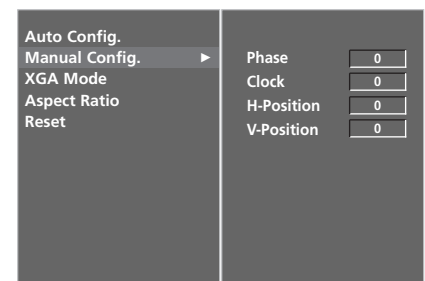 Auto Config.
Manual Config. ►
XGA Mode
Aspect Ratio
Reset
Phase 0
Clock 0
H-Position 0
V-Position 0